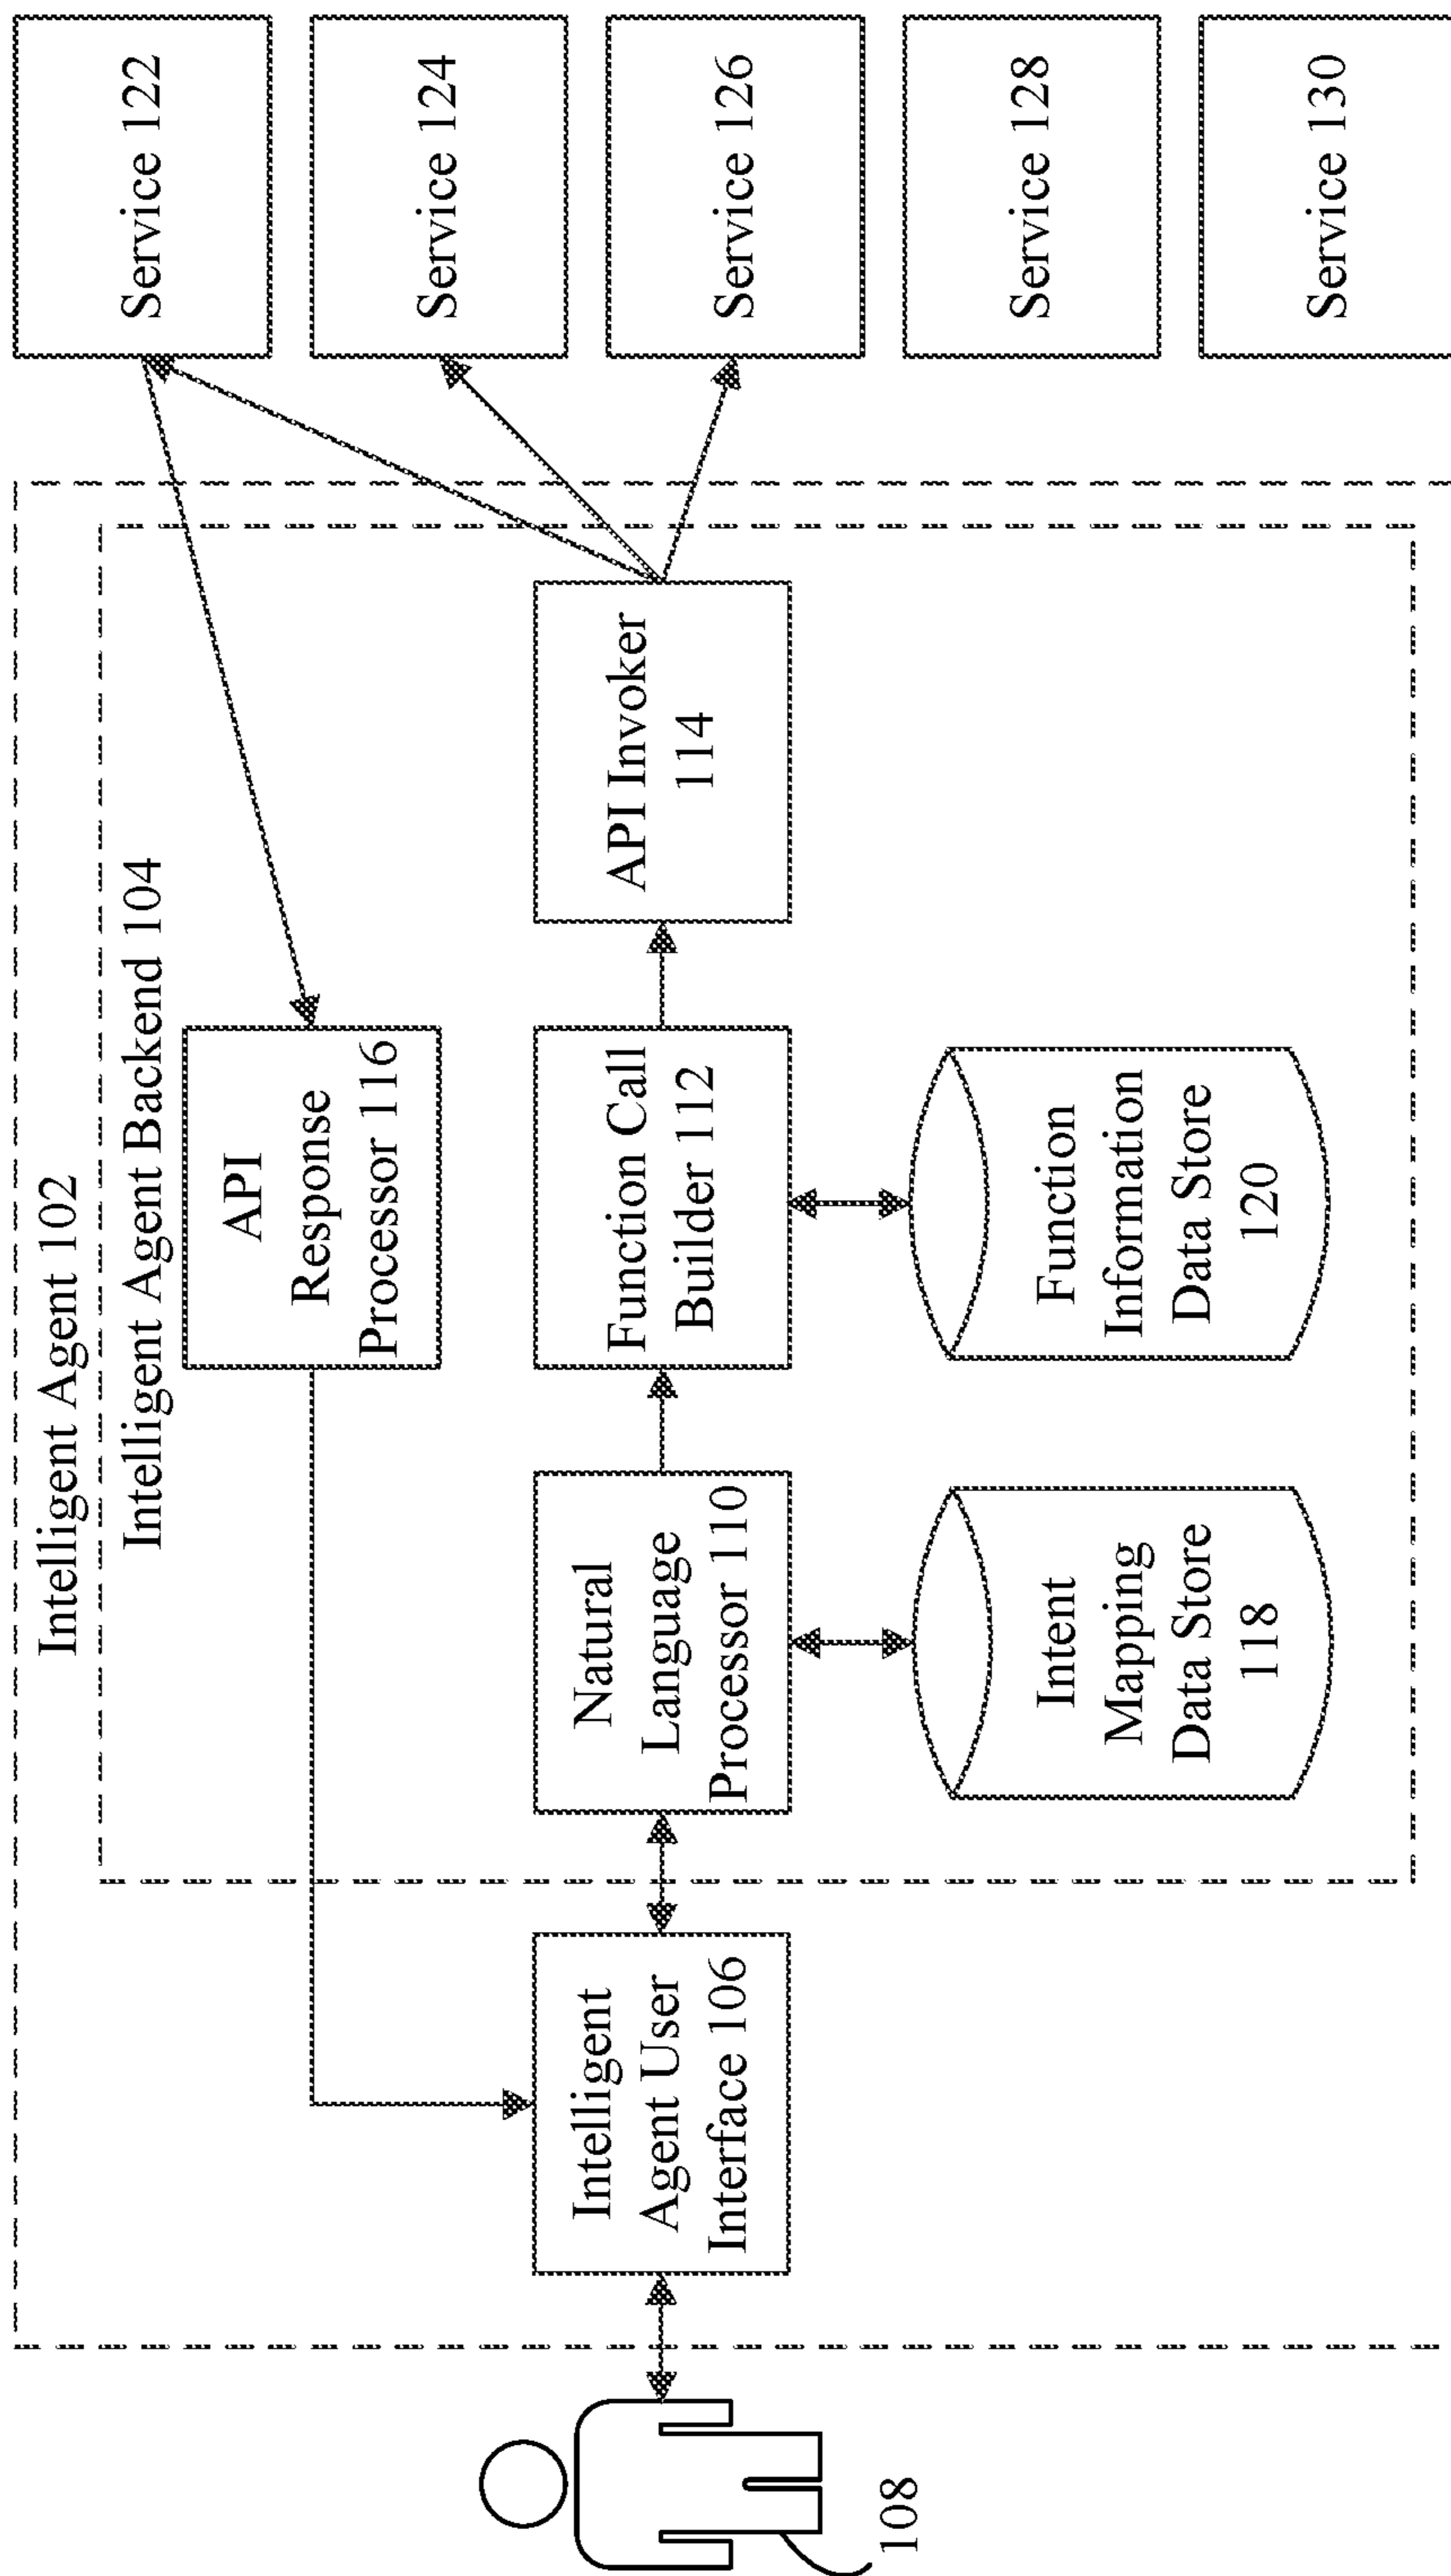 Intelligent Agent 102
Intelligent Agent Backend 104
108
Intelligent
Agent User
Interface 106
Natural
Language
Processor 110
Intent
Mapping
Data Store
118
API
Response
Processor 116
Function Call
Builder 112
Function
Information
Data Store
120
API Invoker
114
Service 122
Service 124
Service 126
Service 128
Service 130